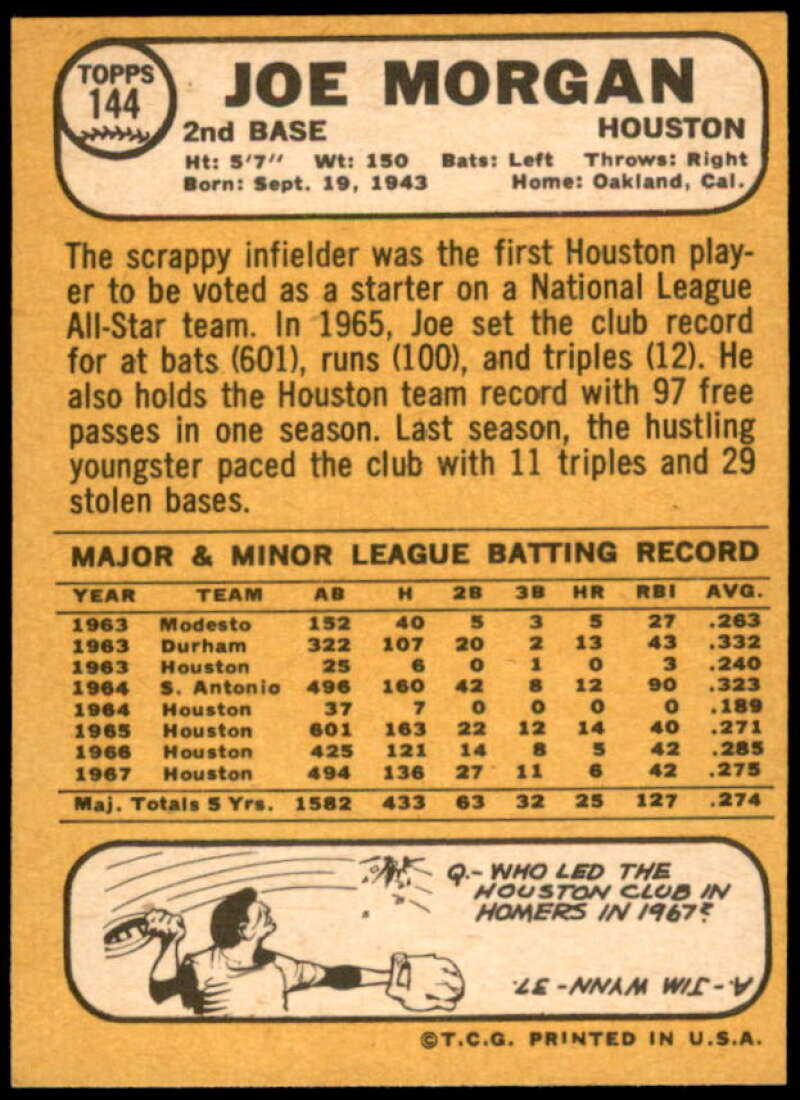 TOPPS
144
JOE MORGAN
2nd BASE HOUSTON
Ht: 5'7" Wt: 150 Bats: Left Throws: Right
Born: Sept. 19, 1943 Home: Oakland, Cal.
The scrappy infielder was the first Houston play-
er to be voted as a starter on a National League
All-Star team. In 1965, Joe set the club record
for at bats (601), runs (100), and triples (12). He
also holds the Houston team record with 97 free
passes in one season. Last season, the hustling
youngster paced the club with 11 triples and 29
stolen bases.
MAJOR & MINOR LEAGUE BATTING RECORD
YEAR TEAM AB H 2B 3B HR RBI AVG.
1963 Modesto 152 40 5 3 5 27 .263
1963 Durham 322 107 20 2 13 43 .332
1963 Houston 25 6 0 1 0 3 .240
1964 S. Antonio 496 160 42 8 12 90 .323
1964 Houston 37 7 0 0 0 0 .189
1965 Houston 601 163 22 12 14 40 .271
1966 Houston 425 121 14 8 5 42 .285
1967 Houston 494 136 27 11 6 42 .275
Maj. Totals 5 Yrs. 1582 433 63 32 25 127 .274
Q.- WHO LED THE
HOUSTON CLUB IN
HOMERS IN 1967?
A.- JIM WYNN - 37.
©T.C.G. PRINTED IN U.S.A.